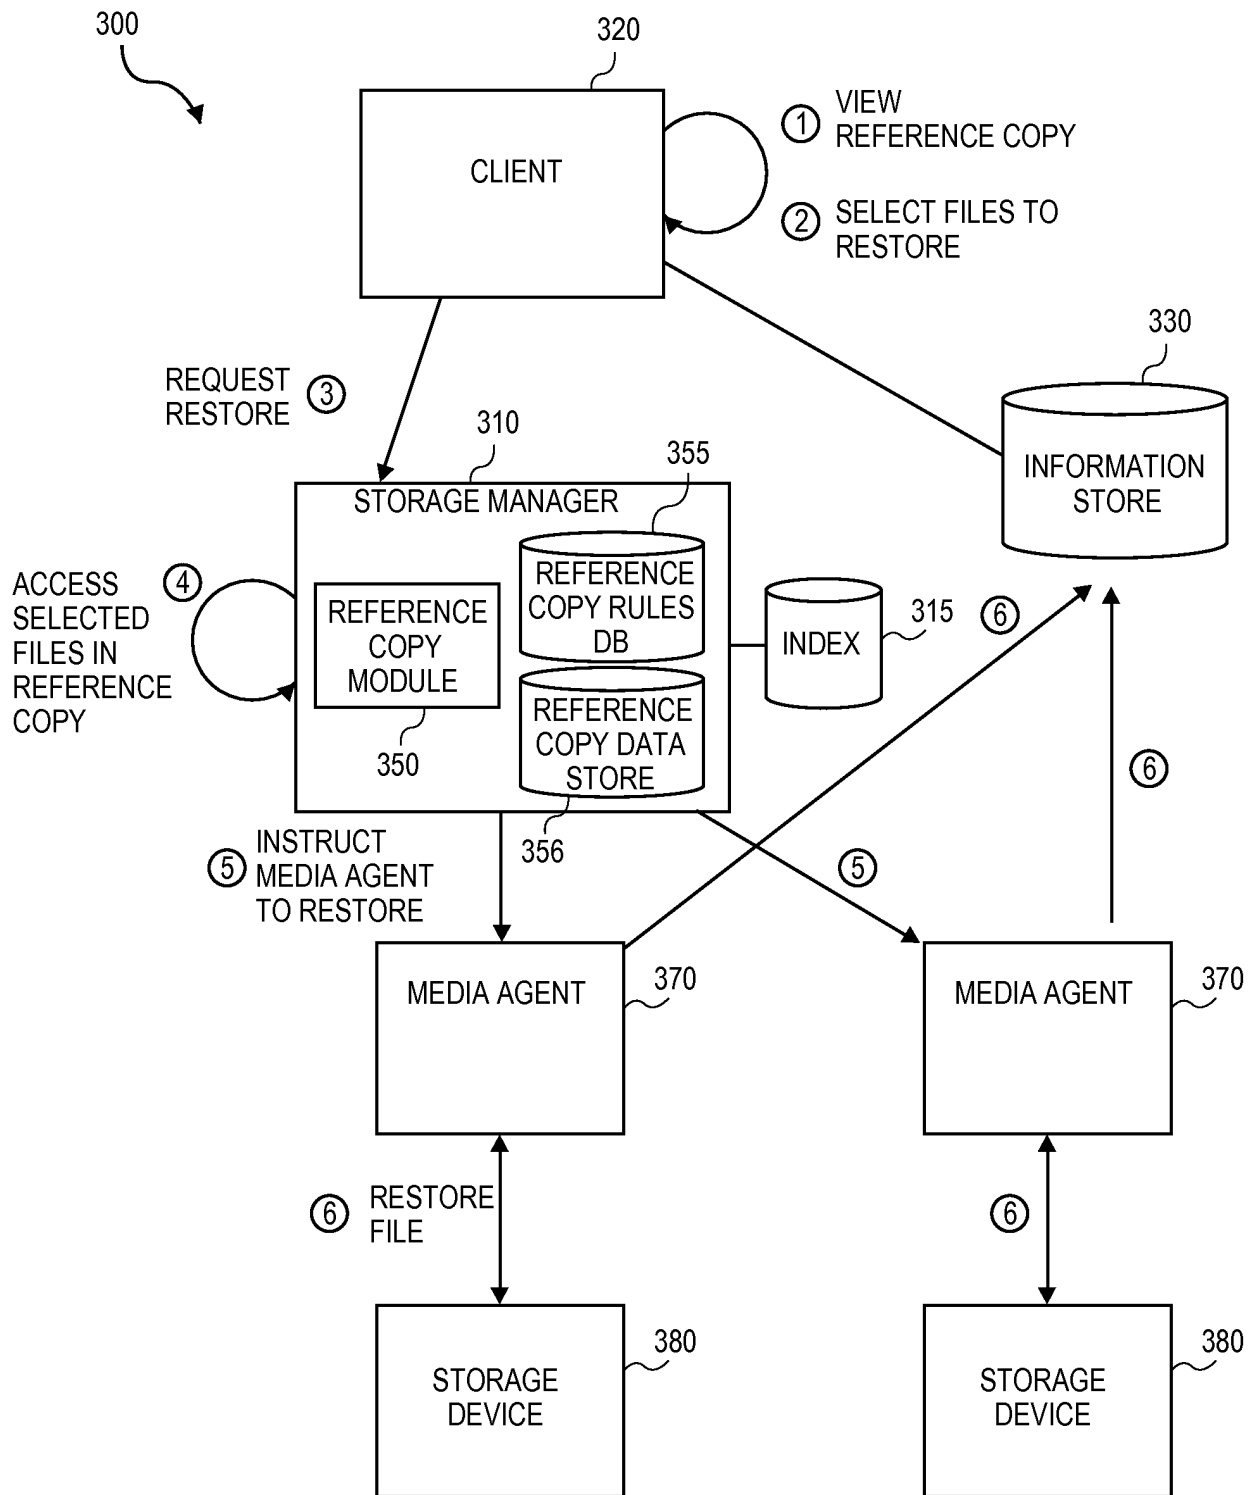 300
320
CLIENT
1 VIEW
REFERENCE COPY
2 SELECT FILES TO
RESTORE
330
INFORMATION
STORE
REQUEST
RESTORE 3
310
STORAGE MANAGER
355
REFERENCE
COPY RULES
DB
4
ACCESS
SELECTED
FILES IN
REFERENCE
COPY
REFERENCE
COPY
MODULE
350
REFERENCE
COPY DATA
STORE
356
INDEX
315
6
6
5 INSTRUCT
MEDIA AGENT
TO RESTORE
5
MEDIA AGENT
370
MEDIA AGENT
370
6 RESTORE
FILE
6
STORAGE
DEVICE
380
STORAGE
DEVICE
380